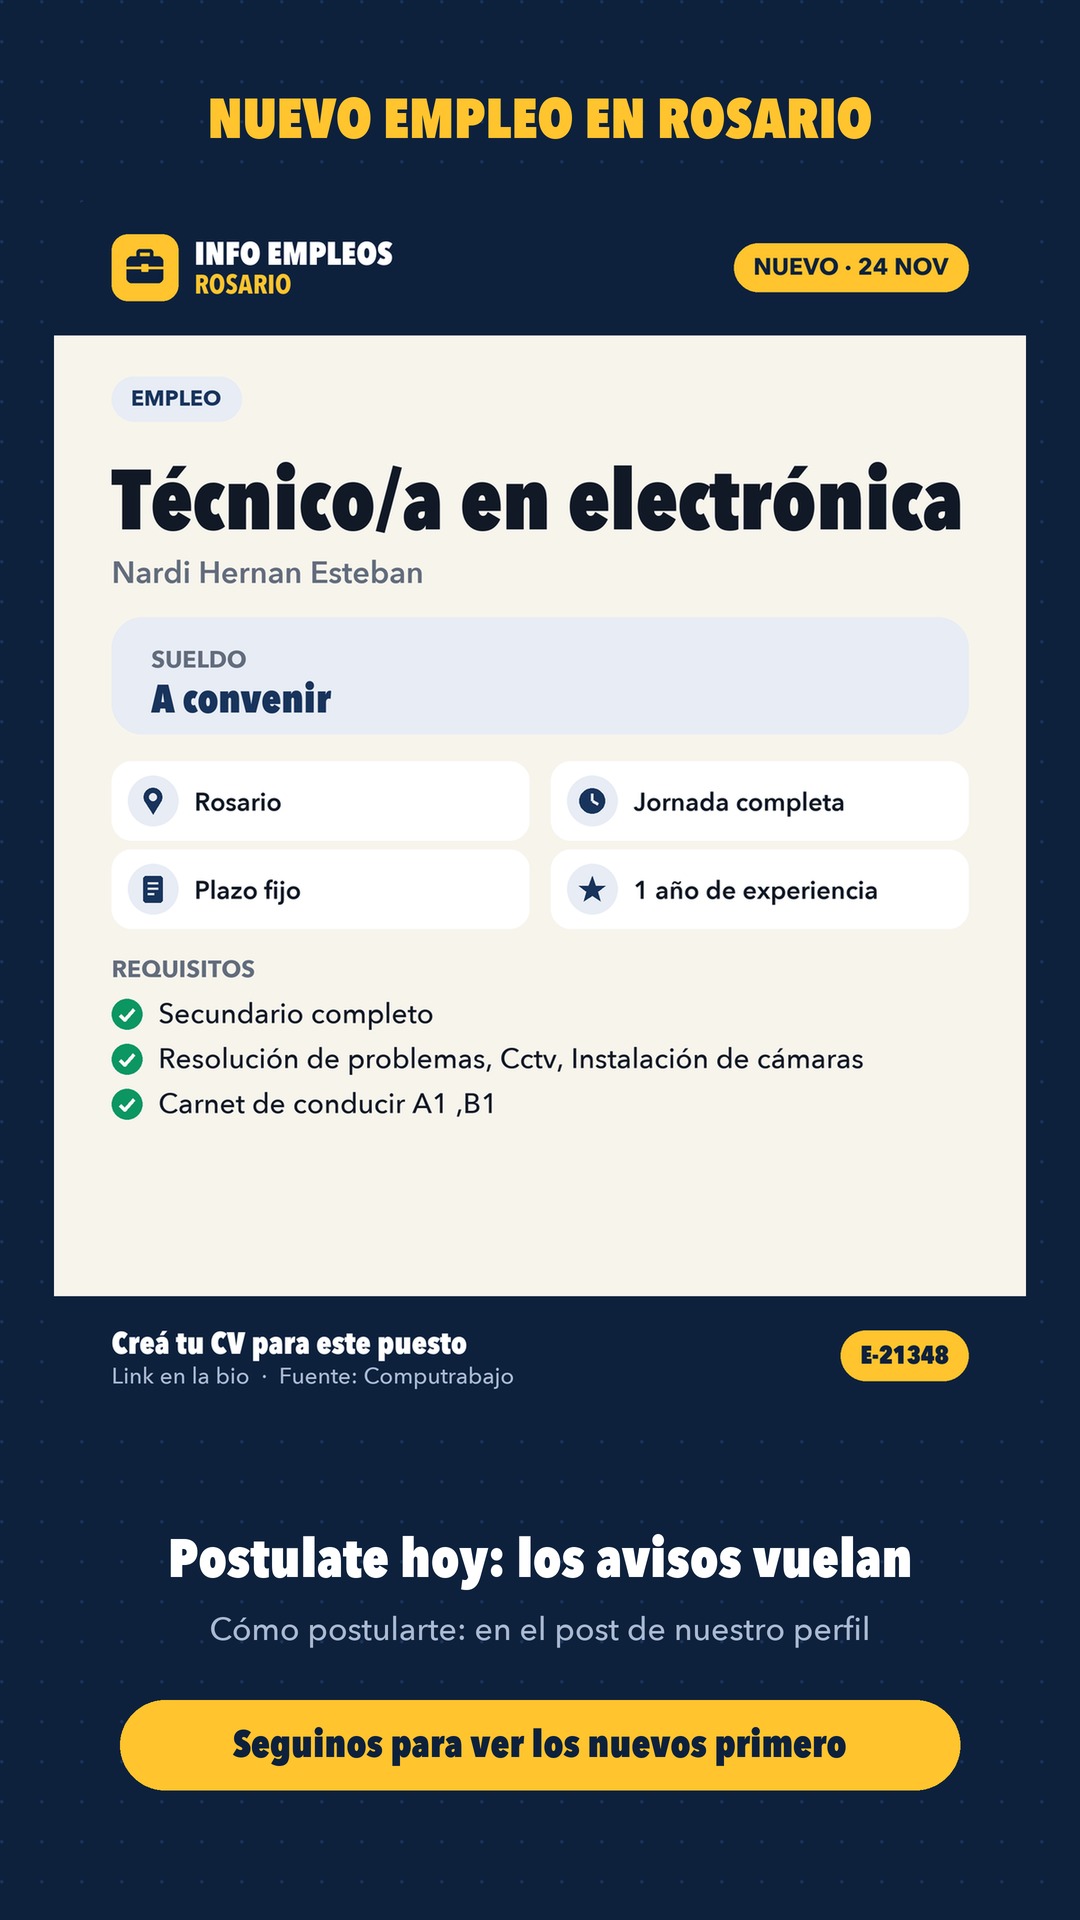 NUEVO EMPLEO EN ROSARIO
INFO EMPLEOS
ROSARIO
NUEVO · 24 NOV
EMPLEO
Técnico/a en electrónica
Nardi Hernan Esteban
SUELDO
A convenir
Rosario
Jornada completa
Plazo fijo
1 año de experiencia
REQUISITOS
Secundario completo
Resolución de problemas, Cctv, Instalación de cámaras
Carnet de conducir A1 ,B1
Creá tu CV para este puesto
Link en la bio · Fuente: Computrabajo
E-21348
Postulate hoy: los avisos vuelan
Cómo postularte: en el post de nuestro perfil
Seguinos para ver los nuevos primero